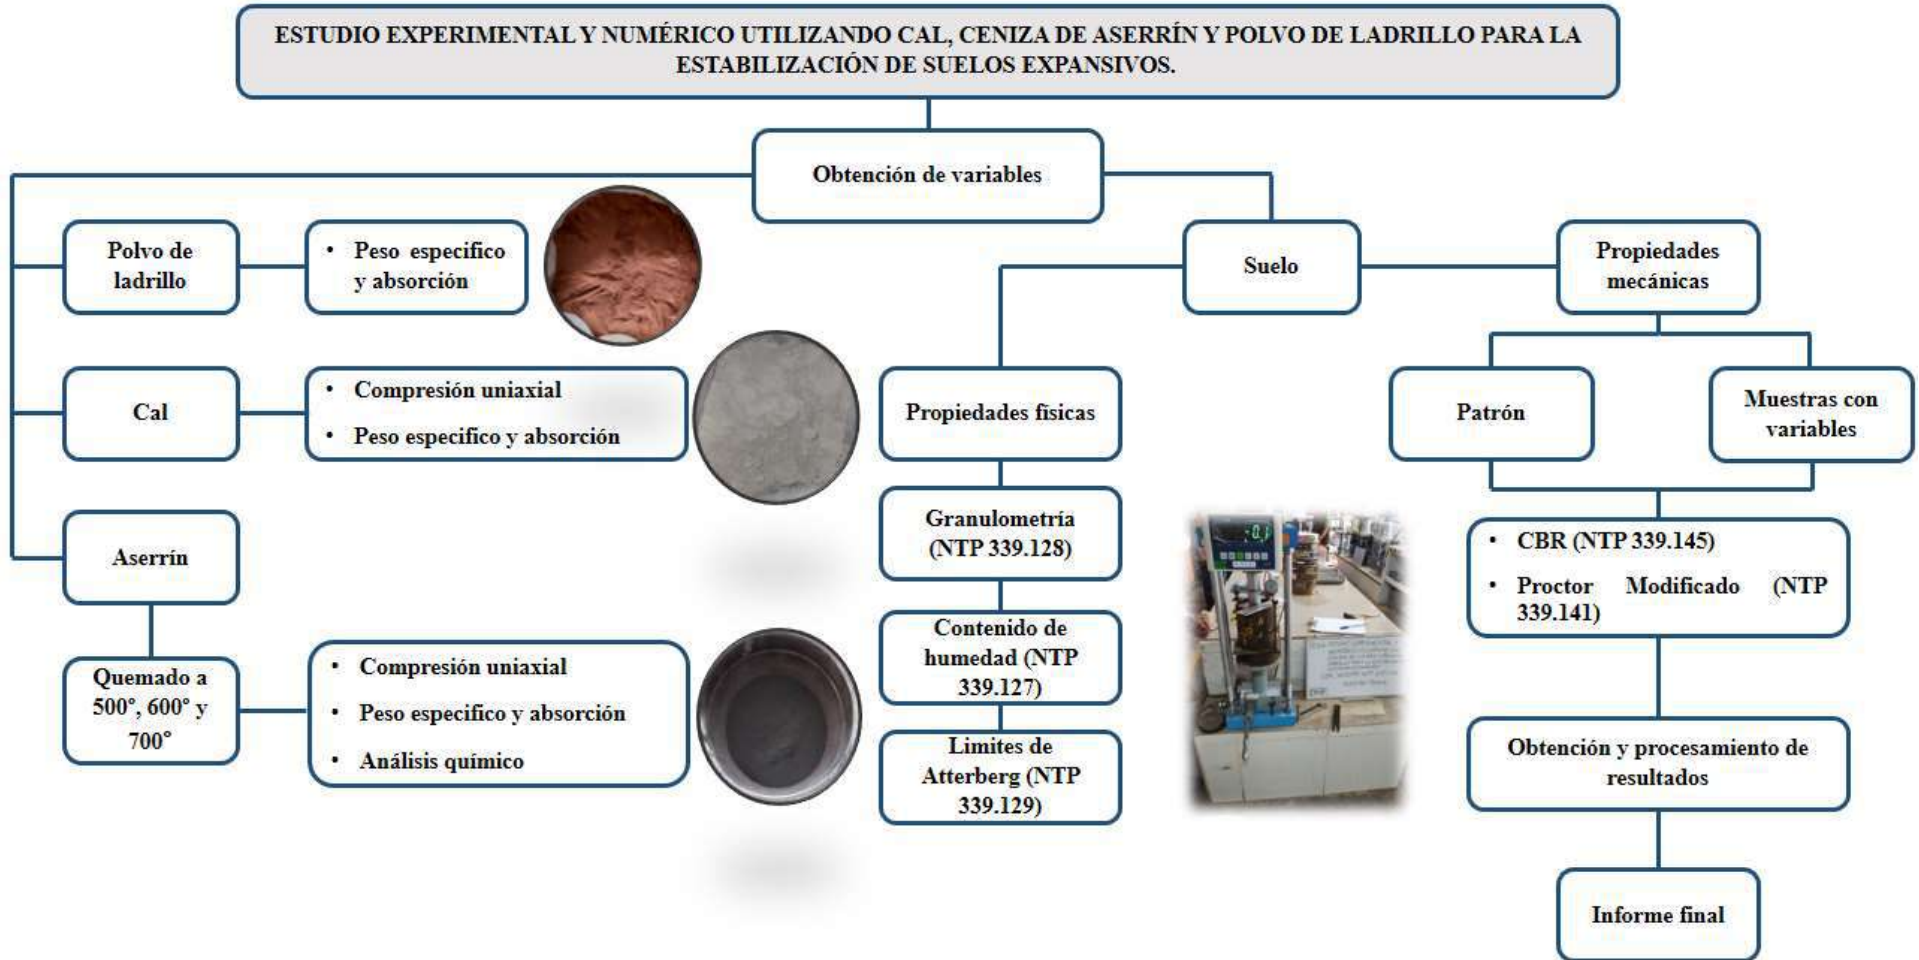 ESTUDIO EXPERIMENTAL Y NUMÉRICO UTILIZANDO CAL, CENIZA DE ASERRÍN Y POLVO DE LADRILLO PARA LA
ESTABILIZACIÓN DE SUELOS EXPANSIVOS.
Obtención de variables
Polvo de
ladrillo
• Peso especifico
y absorción
Cal
• Compresión uniaxial
• Peso especifico y absorción
Aserrín
Quemado a
500°, 600° y
700°
• Compresión uniaxial
• Peso especifico y absorción
• Análisis químico
Suelo
Propiedades físicas
Granulometría
(NTP 339.128)
Contenido de
humedad (NTP
339.127)
Limites de
Atterberg (NTP
339.129)
Propiedades
mecánicas
Patrón
Muestras con
variables
• CBR (NTP 339.145)
• Proctor Modificado (NTP
339.141)
Obtención y procesamiento de
resultados
Informe final